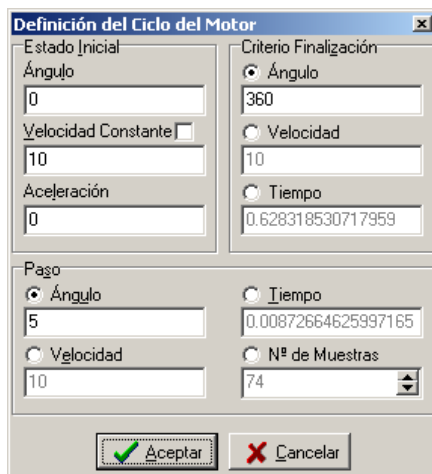 Definición del Ciclo del Motor
Estado Inicial
Ángulo
0
Velocidad Constante
10
Aceleración
0
Criterio Finalización
Ángulo
360
Velocidad
10
Tiempo
0.628318530717959
Paso
Ángulo
5
Velocidad
10
Tiempo
0.00872664625997165
Nº de Muestras
74
Aceptar
Cancelar